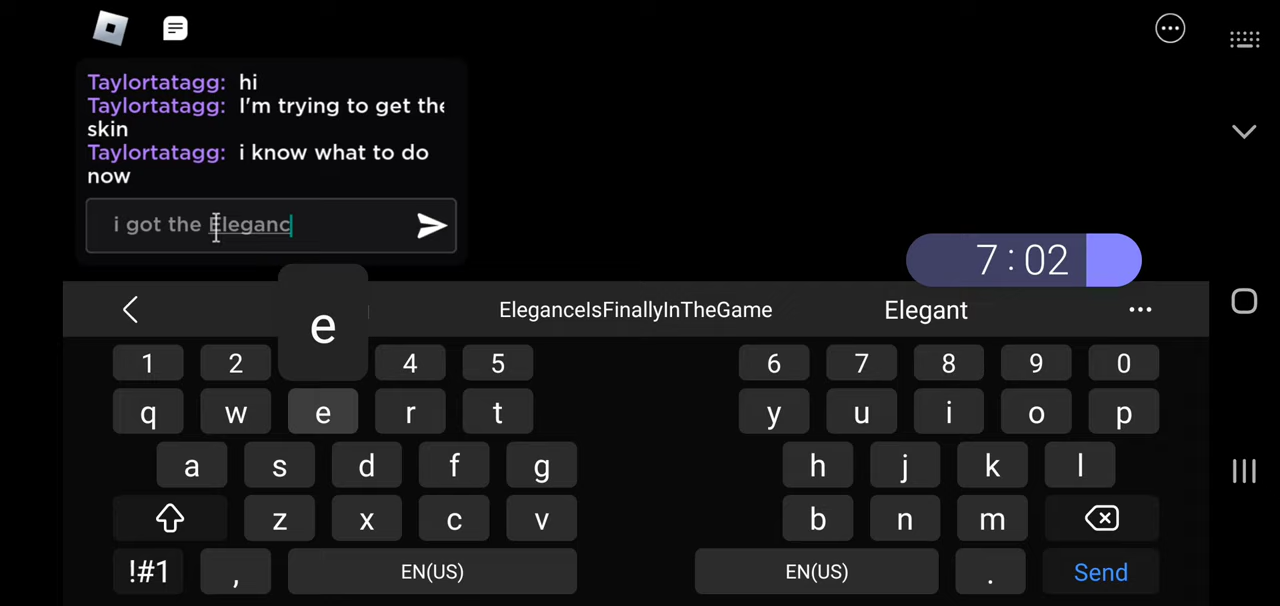 Taylortatagg: hi
Taylortatagg: I'm trying to get the
skin
Taylortatagg: i know what to do
now
i got the Eleganc
7:02
e
EleganceIsFinallyInTheGame
Elegant
1 2 4 5 6 7 8 9 0
q w e r t y u i o p
a s d f g h j k l
z x c v b n m
!#1 , EN(US) EN(US) . Send